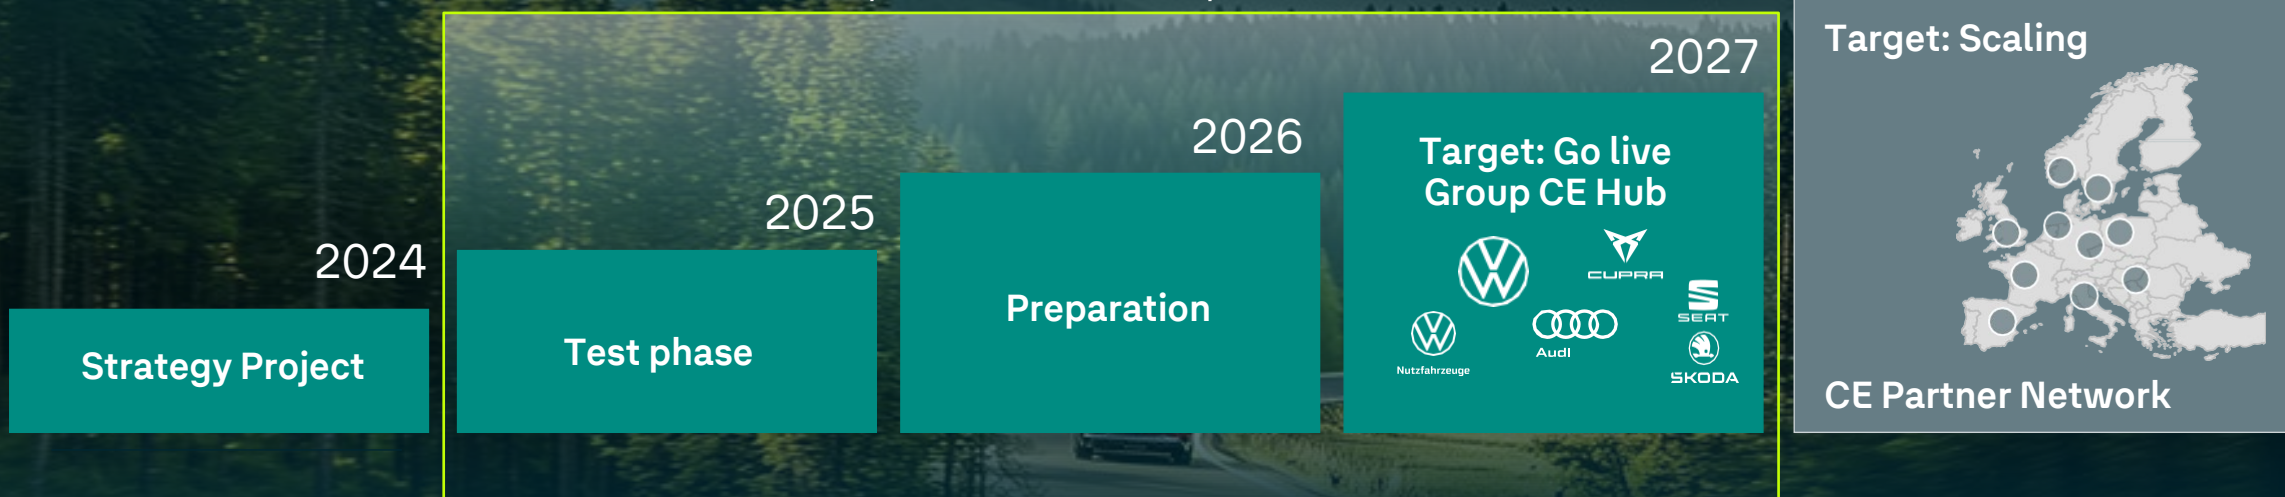 2024
Strategy Project
2025
Test phase
2026
Preparation
2027
Target: Go live
Group CE Hub
CUPRA
SEAT
Audi
Nutzfahrzeuge
SKODA
Target: Scaling
CE Partner Network